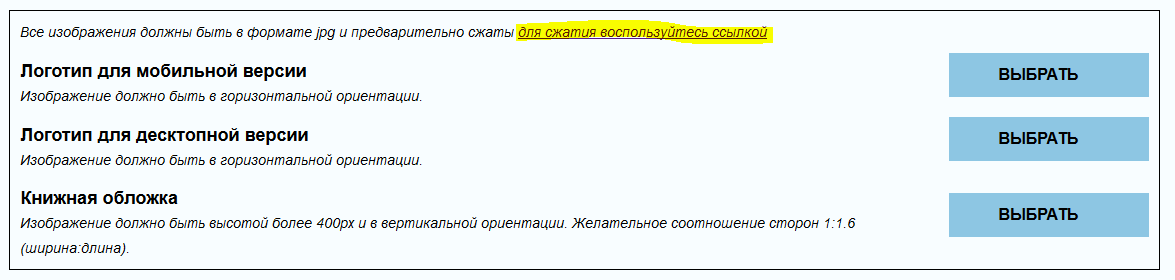 Все изображения должны быть в формате jpg и предварительно сжаты для сжатия воспользуйтесь ссылкой
Логотип для мобильной версии
Изображение должно быть в горизонтальной ориентации.
ВЫБРАТЬ
Логотип для десктопной версии
Изображение должно быть в горизонтальной ориентации.
ВЫБРАТЬ
Книжная обложка
Изображение должно быть высотой более 400px и в вертикальной ориентации. Желательное соотношение сторон 1:1.6
(ширина:длина).
ВЫБРАТЬ